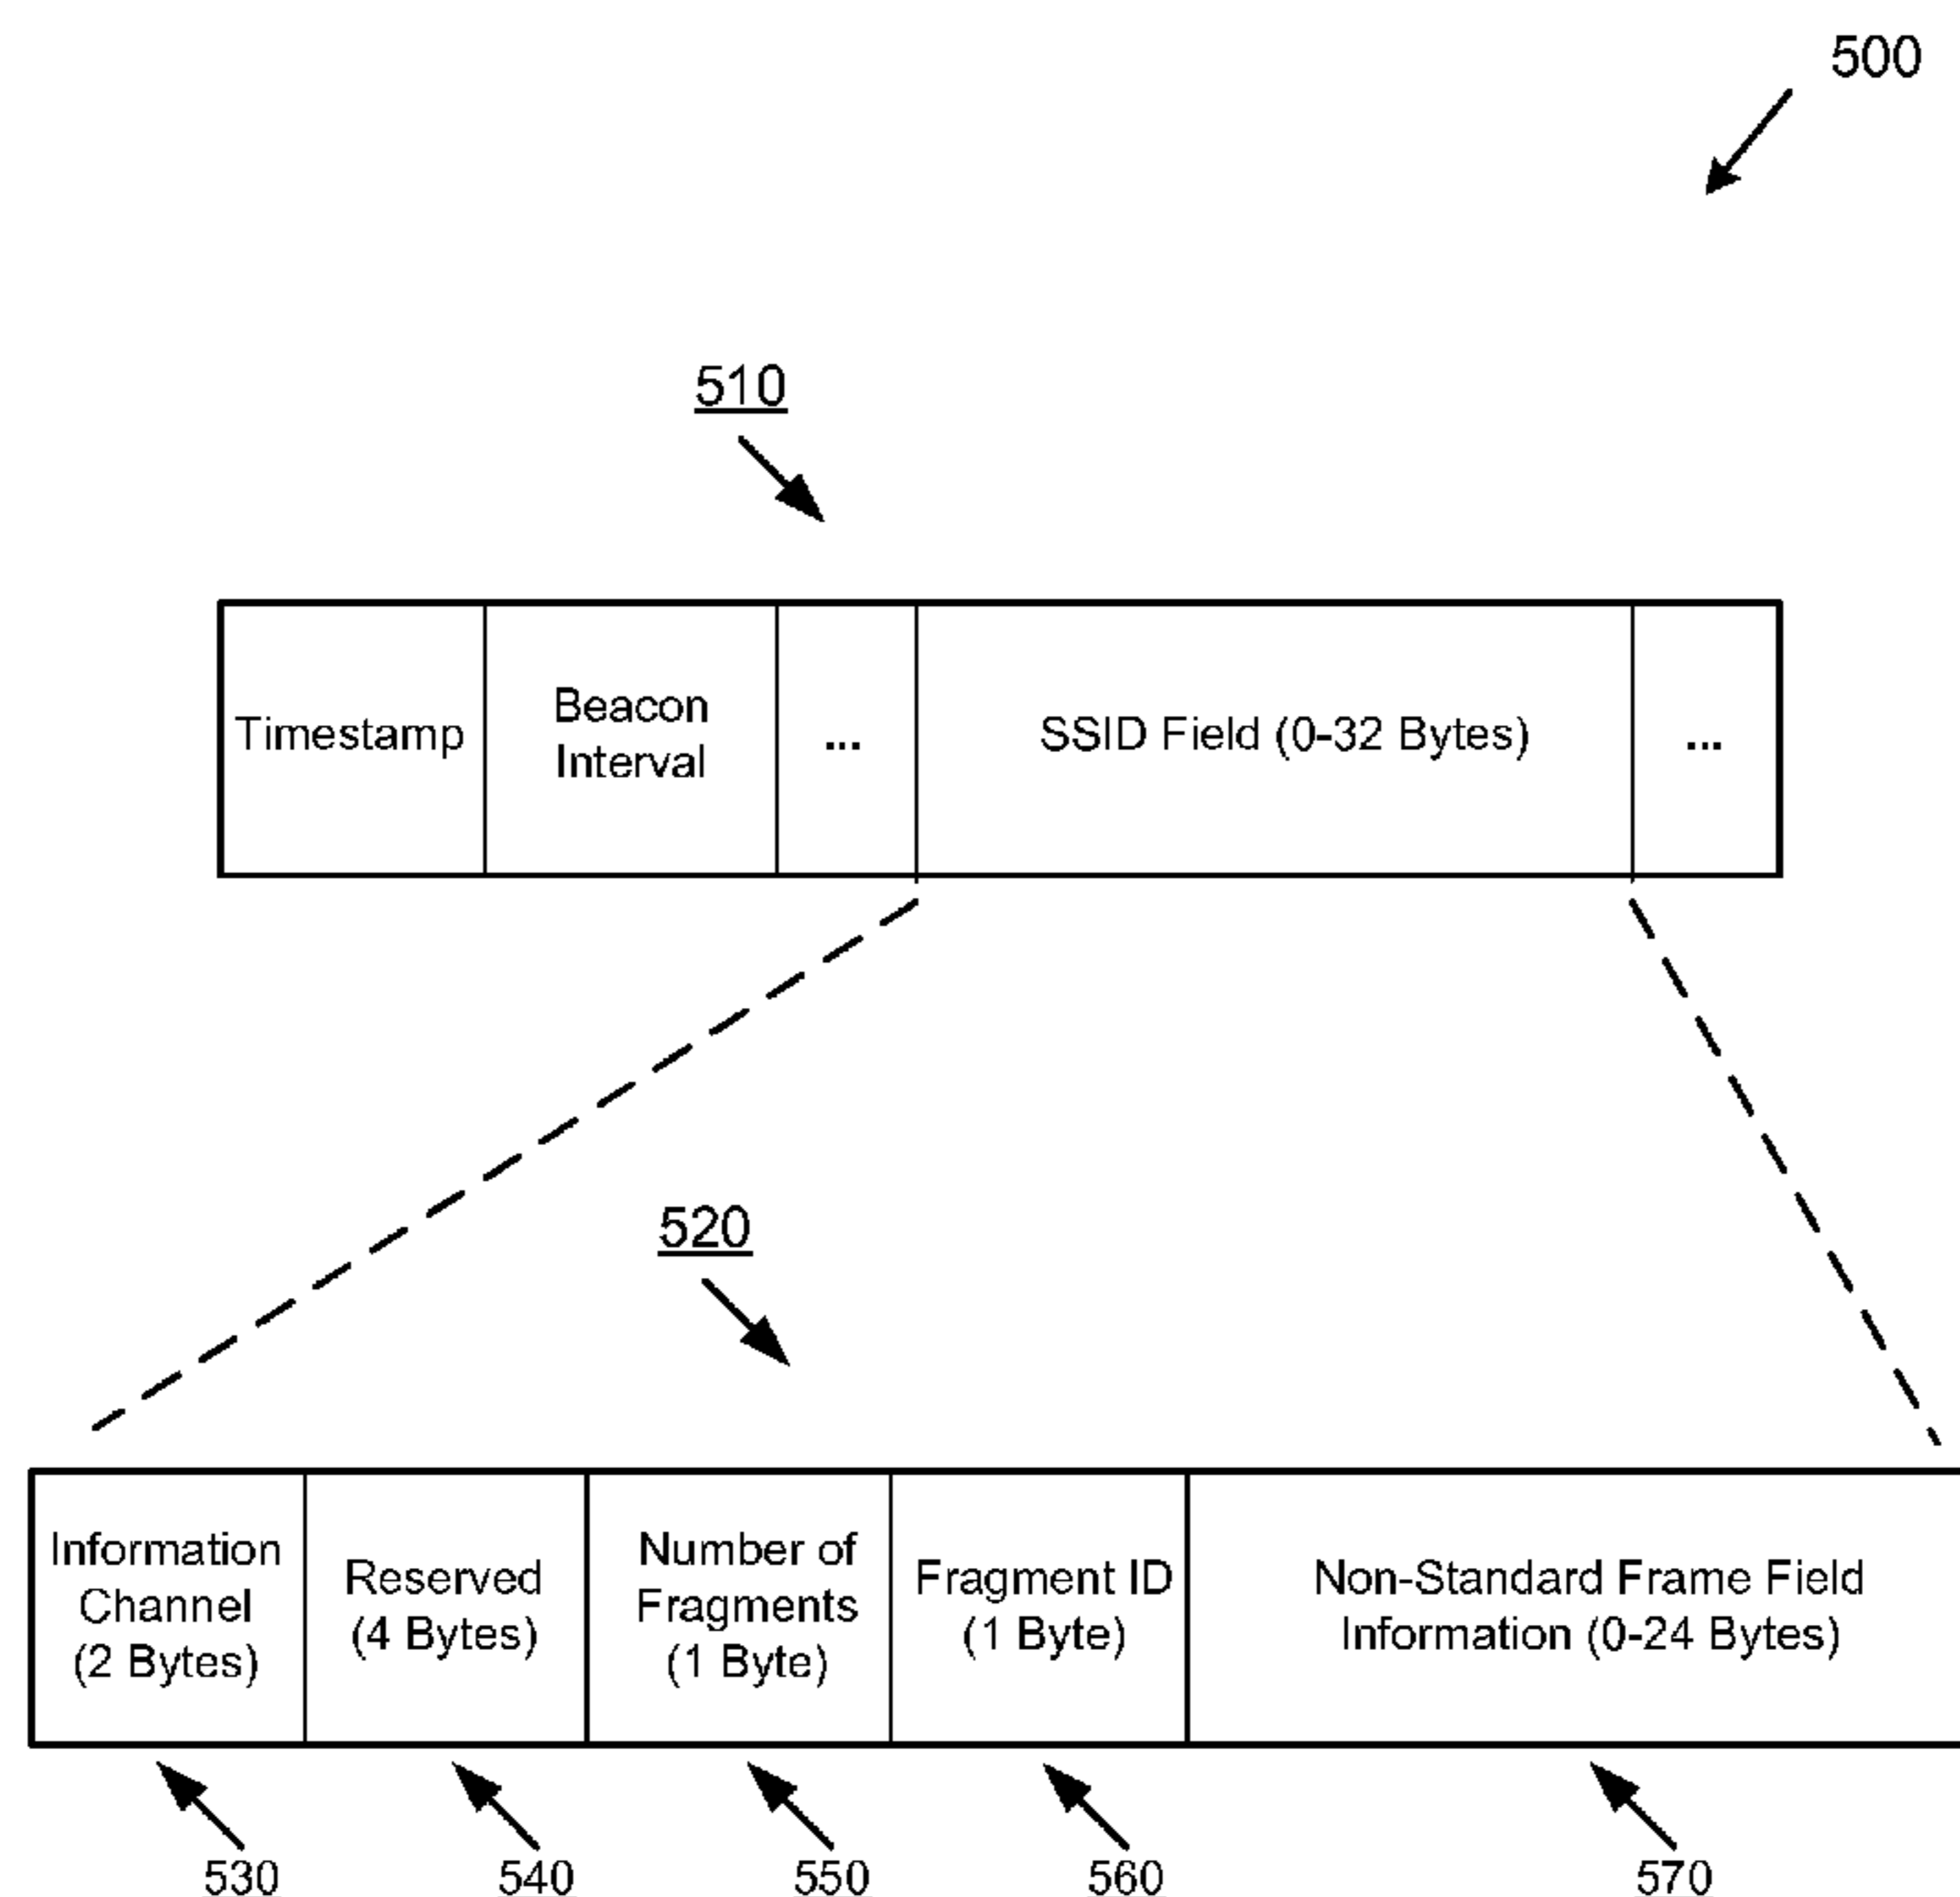 500
510
Timestamp
Beacon
Interval
...
SSID Field (0-32 Bytes)
...
520
Information
Channel
(2 Bytes)
Reserved
(4 Bytes)
Number of
Fragments
(1 Byte)
Fragment ID
(1 Byte)
Non-Standard Frame Field
Information (0-24 Bytes)
530
540
550
560
570